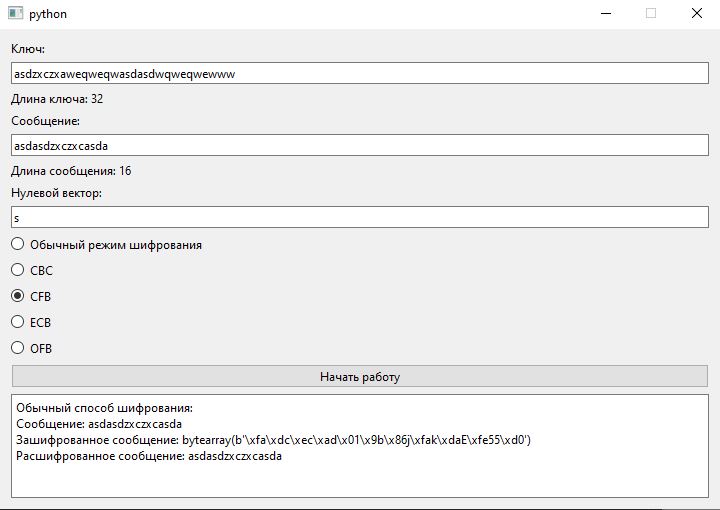 python
Ключ:
asdzxczxaweqweqwasdasdwqweqwewww
Длина ключа: 32
Сообщение:
asdasdzxczxcasda
Длина сообщения: 16
Нулевой вектор:
s
Обычный режим шифрования
CBC
CFB
ECB
OFB
Начать работу
Обычный способ шифрования:
Сообщение: asdasdzxczxcasda
Зашифрованное сообщение: bytearray(b'\xfa\xdc\xec\xad\x01\x9b\x86j\xfak\xdaE\xfe55\xd0')
Расшифрованное сообщение: asdasdzxczxcasda